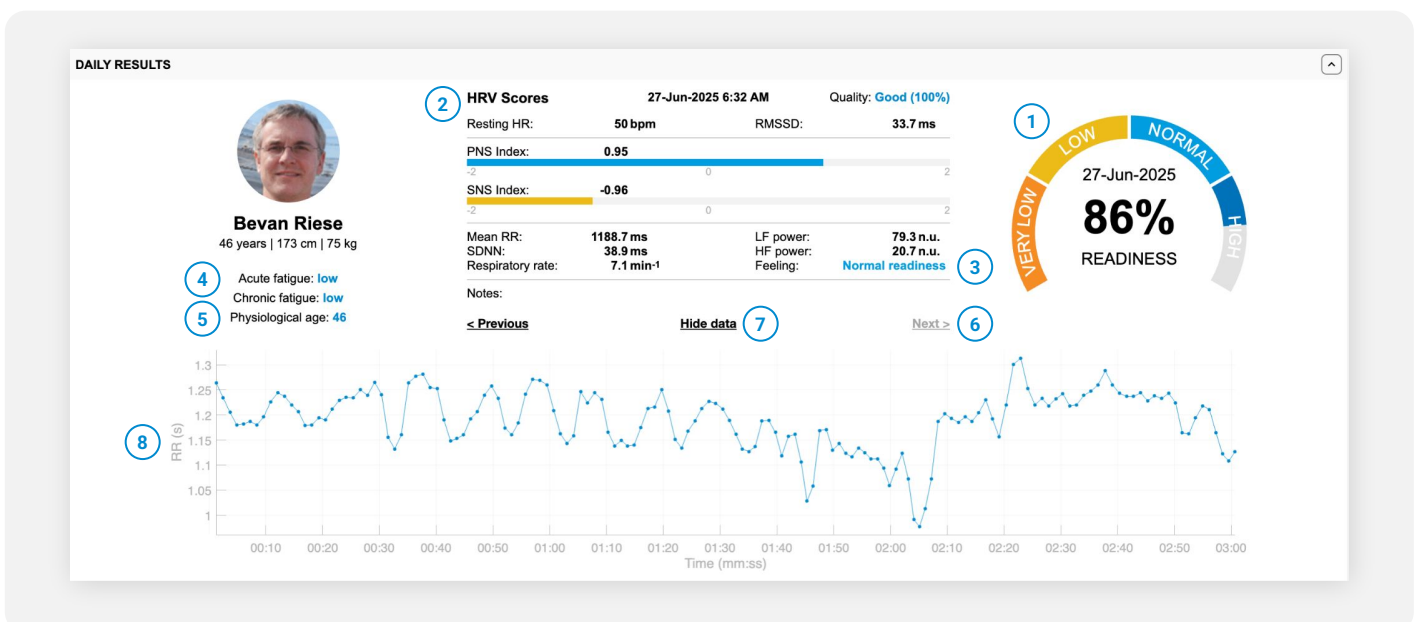 DAILY RESULTS
2 HRV Scores 27-Jun-2025 6:32 AM Quality: Good (100%)
Resting HR: 50 bpm RMSSD: 33.7 ms
PNS Index: 0.95
-2 0 2
SNS Index: -0.96
-2 0 2
Mean RR: 1188.7 ms LF power: 79.3 n.u.
SDNN: 38.9 ms HF power: 20.7 n.u.
Respiratory rate: 7.1 min-1 Feeling: Normal readiness 3
Notes:
< Previous Hide data 7 Next > 6
Bevan Riese
46 years | 173 cm | 75 kg
4 Acute fatigue: low
Chronic fatigue: low
5 Physiological age: 46
1
VERY LOW LOW NORMAL HIGH
27-Jun-2025
86%
READINESS
8
RR (s)
1.3
1.25
1.2
1.15
1.1
1.05
1
00:10 00:20 00:30 00:40 00:50 01:00 01:10 01:20 01:30 01:40 01:50 02:00 02:10 02:20 02:30 02:40 02:50 03:00
Time (mm:ss)